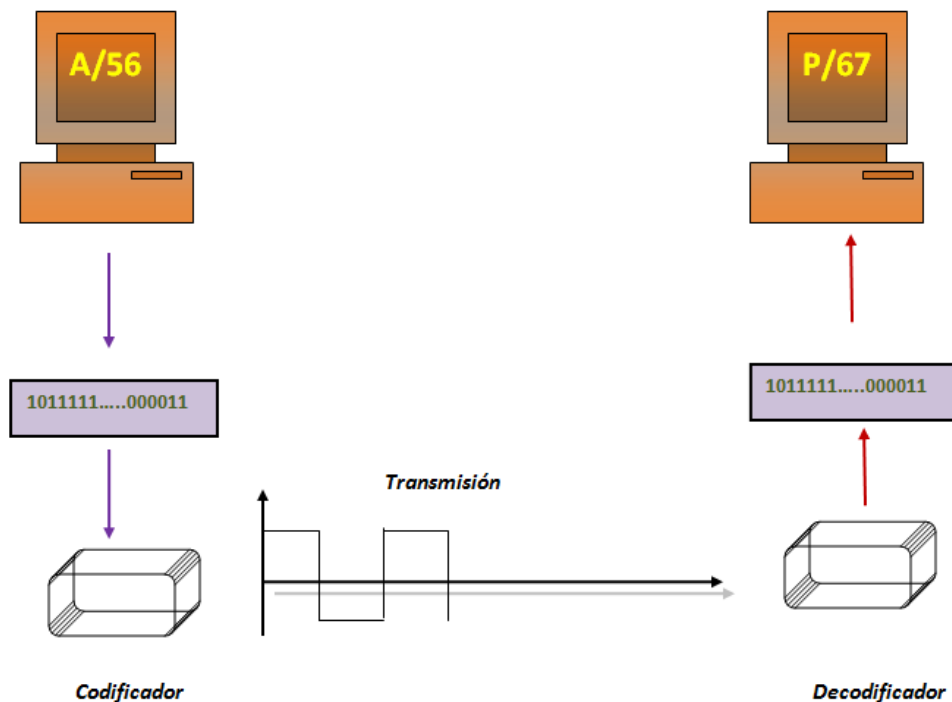 A/56
P/67
1011111…..000011
1011111…..000011
Transmisión
Codificador
Decodificador